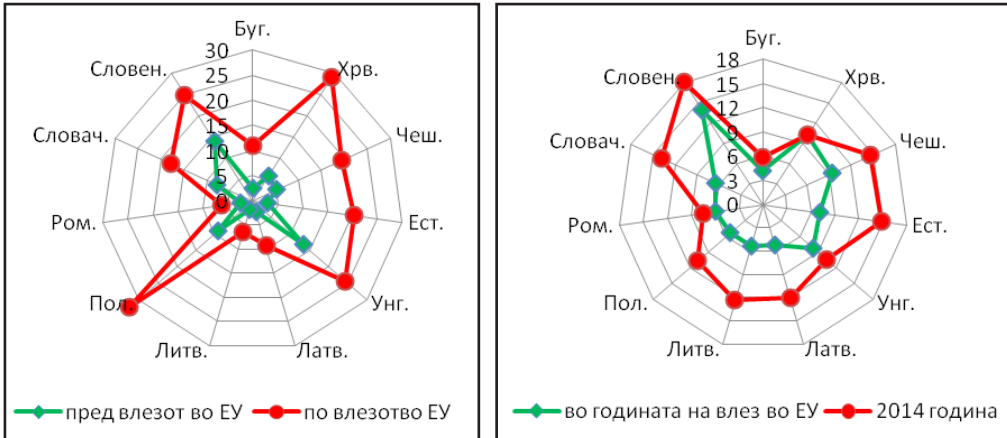 Буг.
30
25
20
15
10
5
0
Хрв.
Чеш.
Ест.
Унг.
Латв.
Литв.
Пол.
Ром.
Словач.
Словен.
пред влезот во ЕУ
по влезотво ЕУ
Буг.
18
15
12
9
6
3
0
Хрв.
Чеш.
Ест.
Унг.
Латв.
Литв.
Пол.
Ром.
Словач.
Словен.
во годината на влез во ЕУ
2014 година